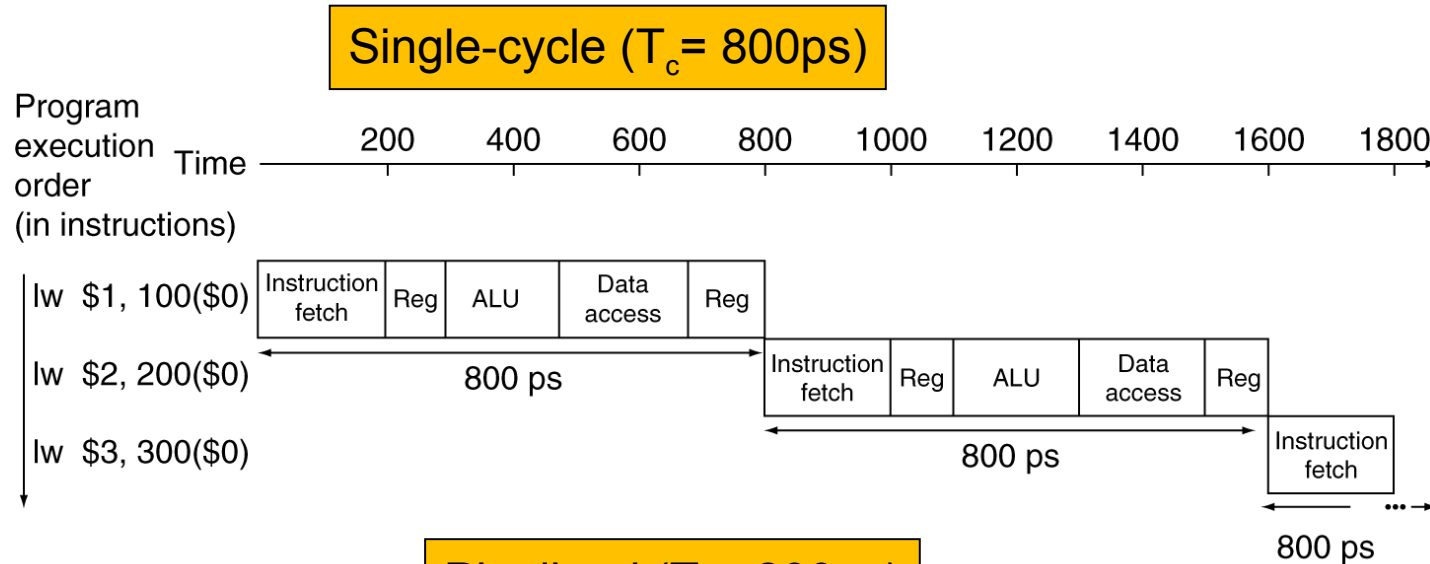 Single-cycle (Tc= 800ps)
Program
execution
order
(in instructions)
Time
200 400 600 800 1000 1200 1400 1600 1800
lw $1, 100($0)
Instruction
fetch
Reg
ALU
Data
access
Reg
800 ps
lw $2, 200($0)
Instruction
fetch
Reg
ALU
Data
access
Reg
800 ps
lw $3, 300($0)
Instruction
fetch
...
800 ps